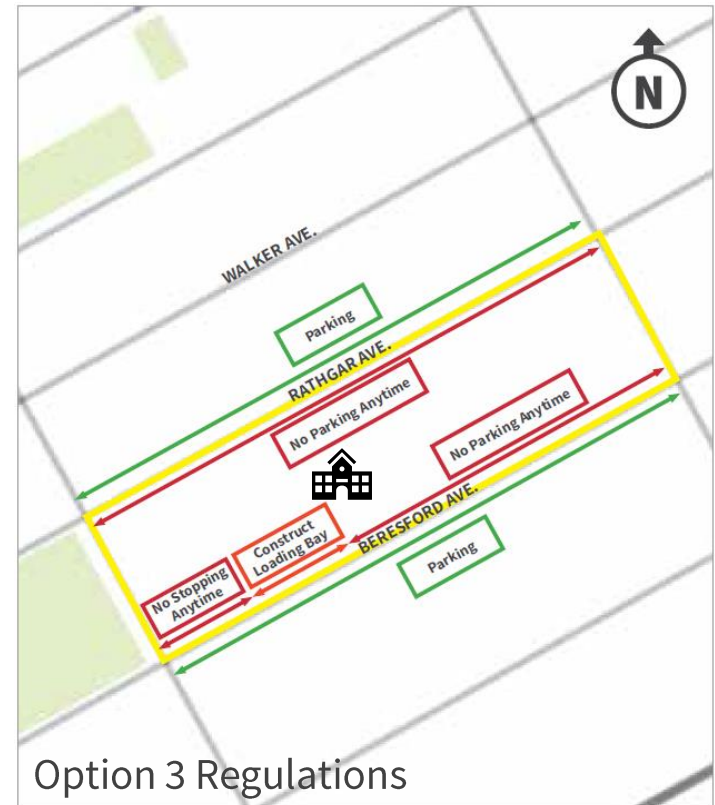 N
WALKER AVE.
Parking
RATHGAR AVE.
No Parking Anytime
No Parking Anytime
BERESFORD AVE.
Construct
Loading Bay
No Stopping
Anytime
Parking
Option 3 Regulations